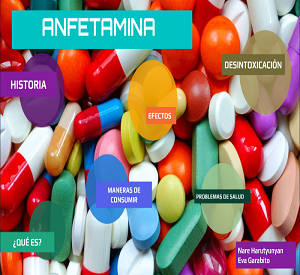 ANFETAMINA
DESINTOXICACIÓN
HISTORIA
EFECTOS
MANERAS DE
CONSUMIR
PROBLEMAS DE SALUD
¿QUÉ ES?
Nare Harutyunyan
Eva Garabito